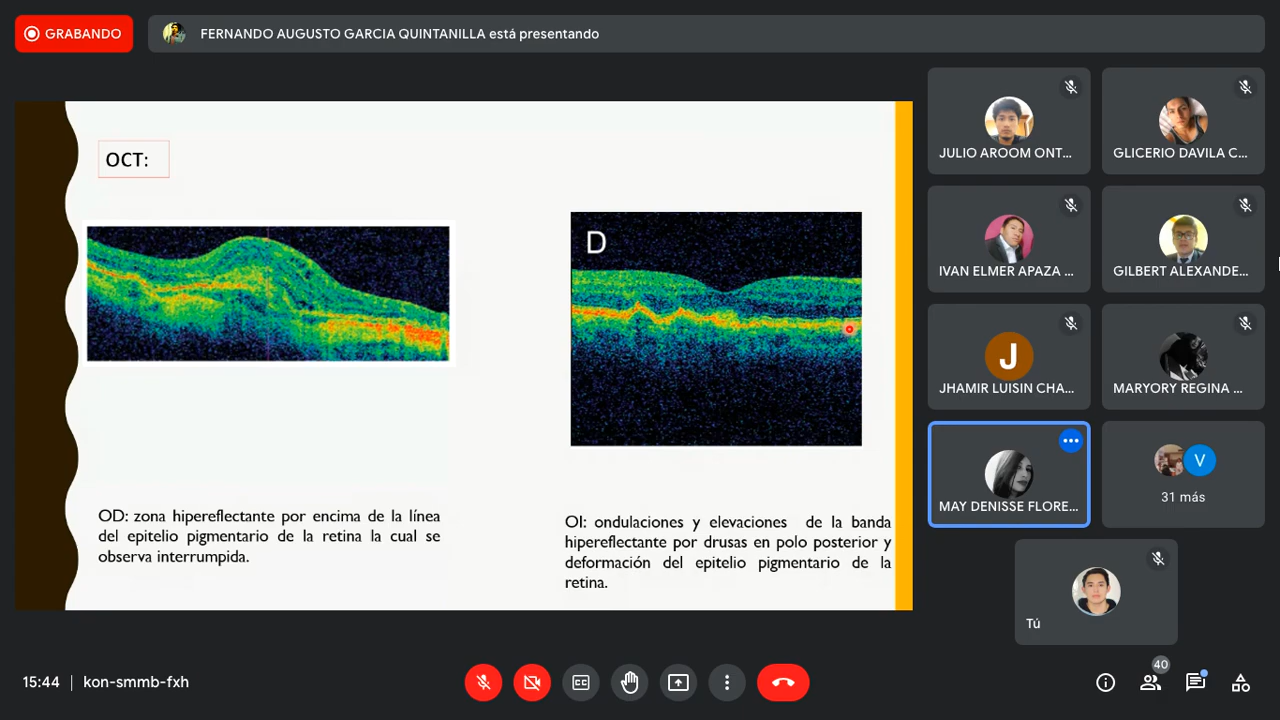 GRABANDO
FERNANDO AUGUSTO GARCIA QUINTANILLA está presentando
OCT:
D
OD: zona hipereflectante por encima de la línea
del epitelio pigmentario de la retina la cual se
observa interrumpida.
OI: ondulaciones y elevaciones de la banda
hipereflectante por drusas en polo posterior y
deformación del epitelio pigmentario de la
retina.
JULIO AROOM ONT...
GLICERIO DAVILA C...
IVAN ELMER APAZA ...
GILBERT ALEXANDE...
J
JHAMIR LUISIN CHA...
MARYORY REGINA ...
MAY DENISSE FLORE...
V
31 más
Tú
15:44 | kon-smmb-fxh
CC
40